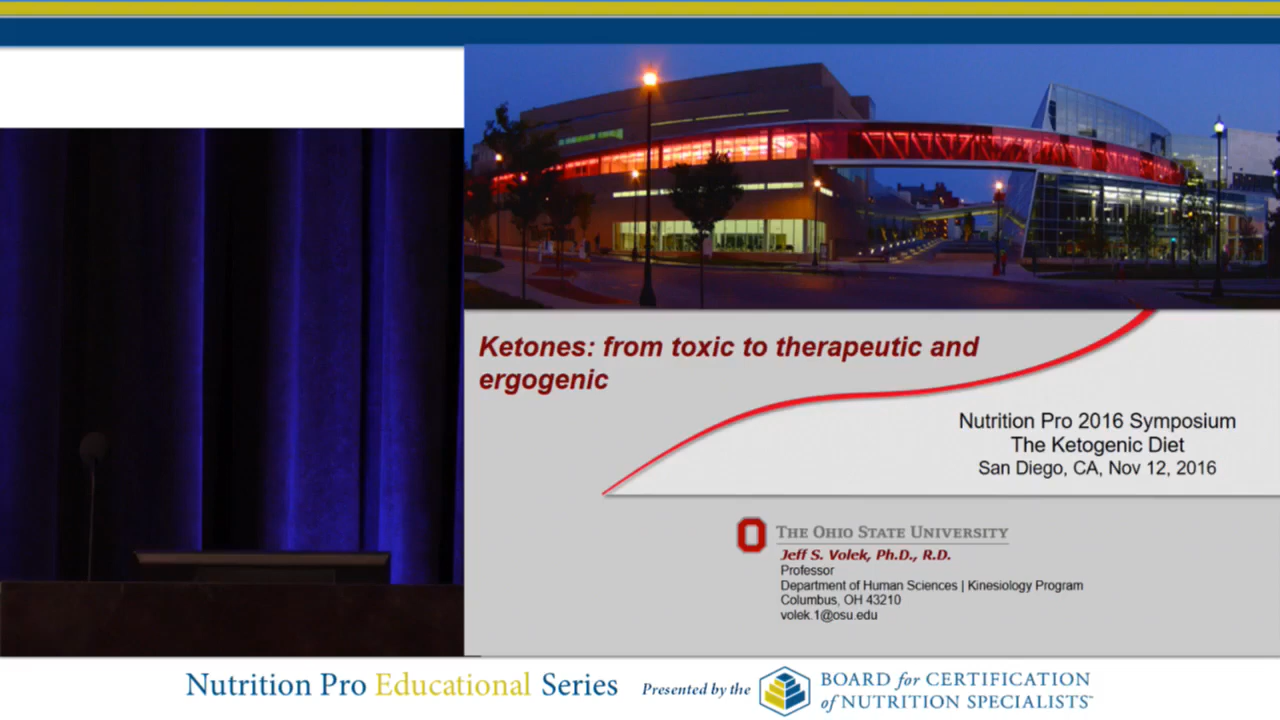 Ketones: from toxic to therapeutic and
ergogenic
Nutrition Pro 2016 Symposium
The Ketogenic Diet
San Diego, CA, Nov 12, 2016
THE OHIO STATE UNIVERSITY
Jeff S. Volek, Ph.D., R.D.
Professor
Department of Human Sciences | Kinesiology Program
Columbus, OH 43210
volek.1@osu.edu
Nutrition Pro Educational Series
Presented by the
BOARD for CERTIFICATION
of NUTRITION SPECIALISTS™